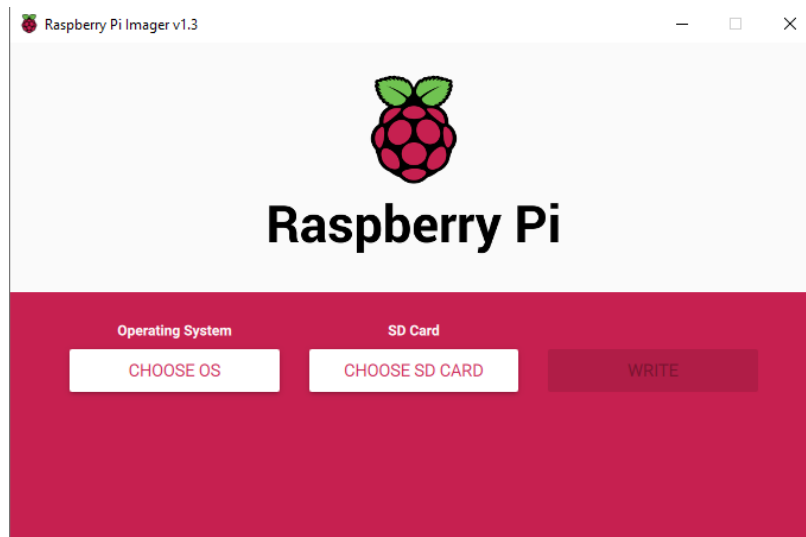 Raspberry Pi Imager v1.3
Raspberry Pi
Operating System
SD Card
CHOOSE OS
CHOOSE SD CARD
WRITE